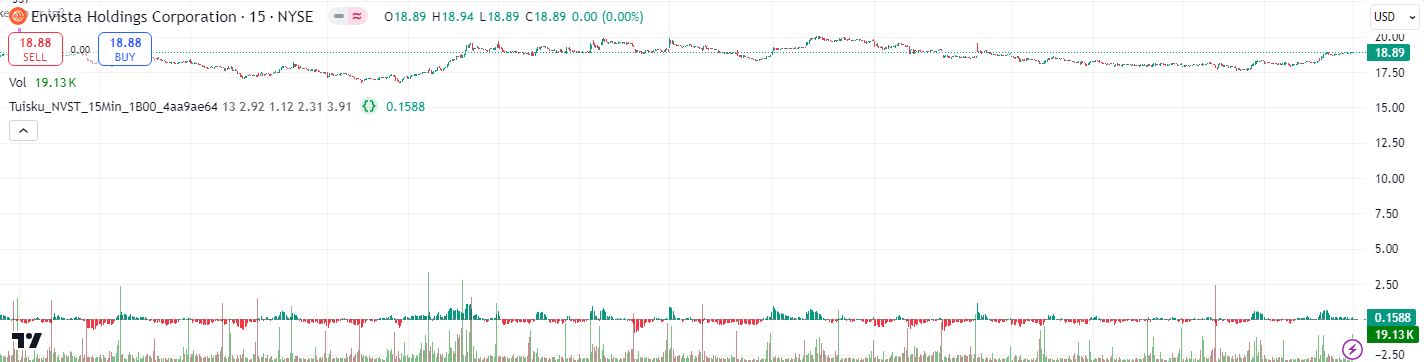 Envista Holdings Corporation · 15 · NYSE O18.89 H18.94 L18.89 C18.89 0.00 (0.00%)
USD
18.88
SELL
0.00
18.88
BUY
Vol 19.13 K
Tuisku_NVST_15Min_1B00_4aa9ae64 13 2.92 1.12 2.31 3.91 {} 0.1588
20.00
18.89
17.50
15.00
12.50
10.00
7.50
5.00
2.50
0.1588
19.13 K
-2.50